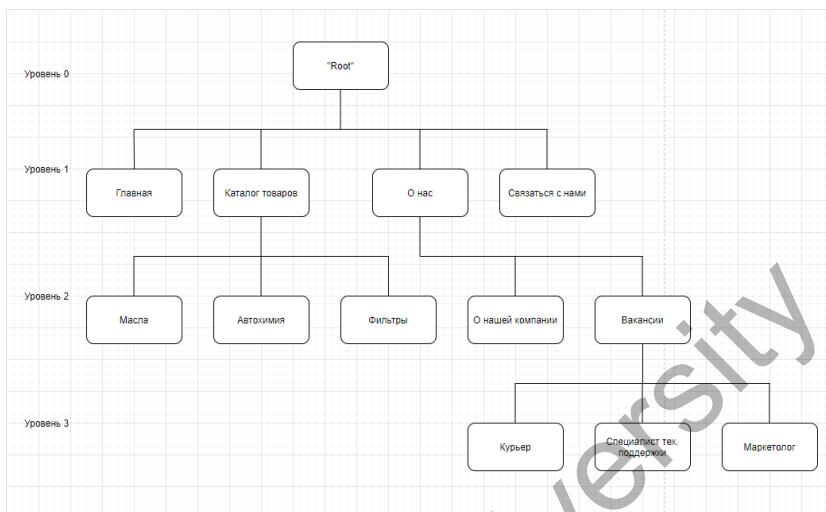 "Root"
Уровень 0
Уровень 1
Главная
Каталог товаров
О нас
Связаться с нами
Уровень 2
Масла
Автохимия
Фильтры
О нашей компании
Вакансии
Уровень 3
Курьер
Специалист тех.
поддержки
Маркетолог
ersity